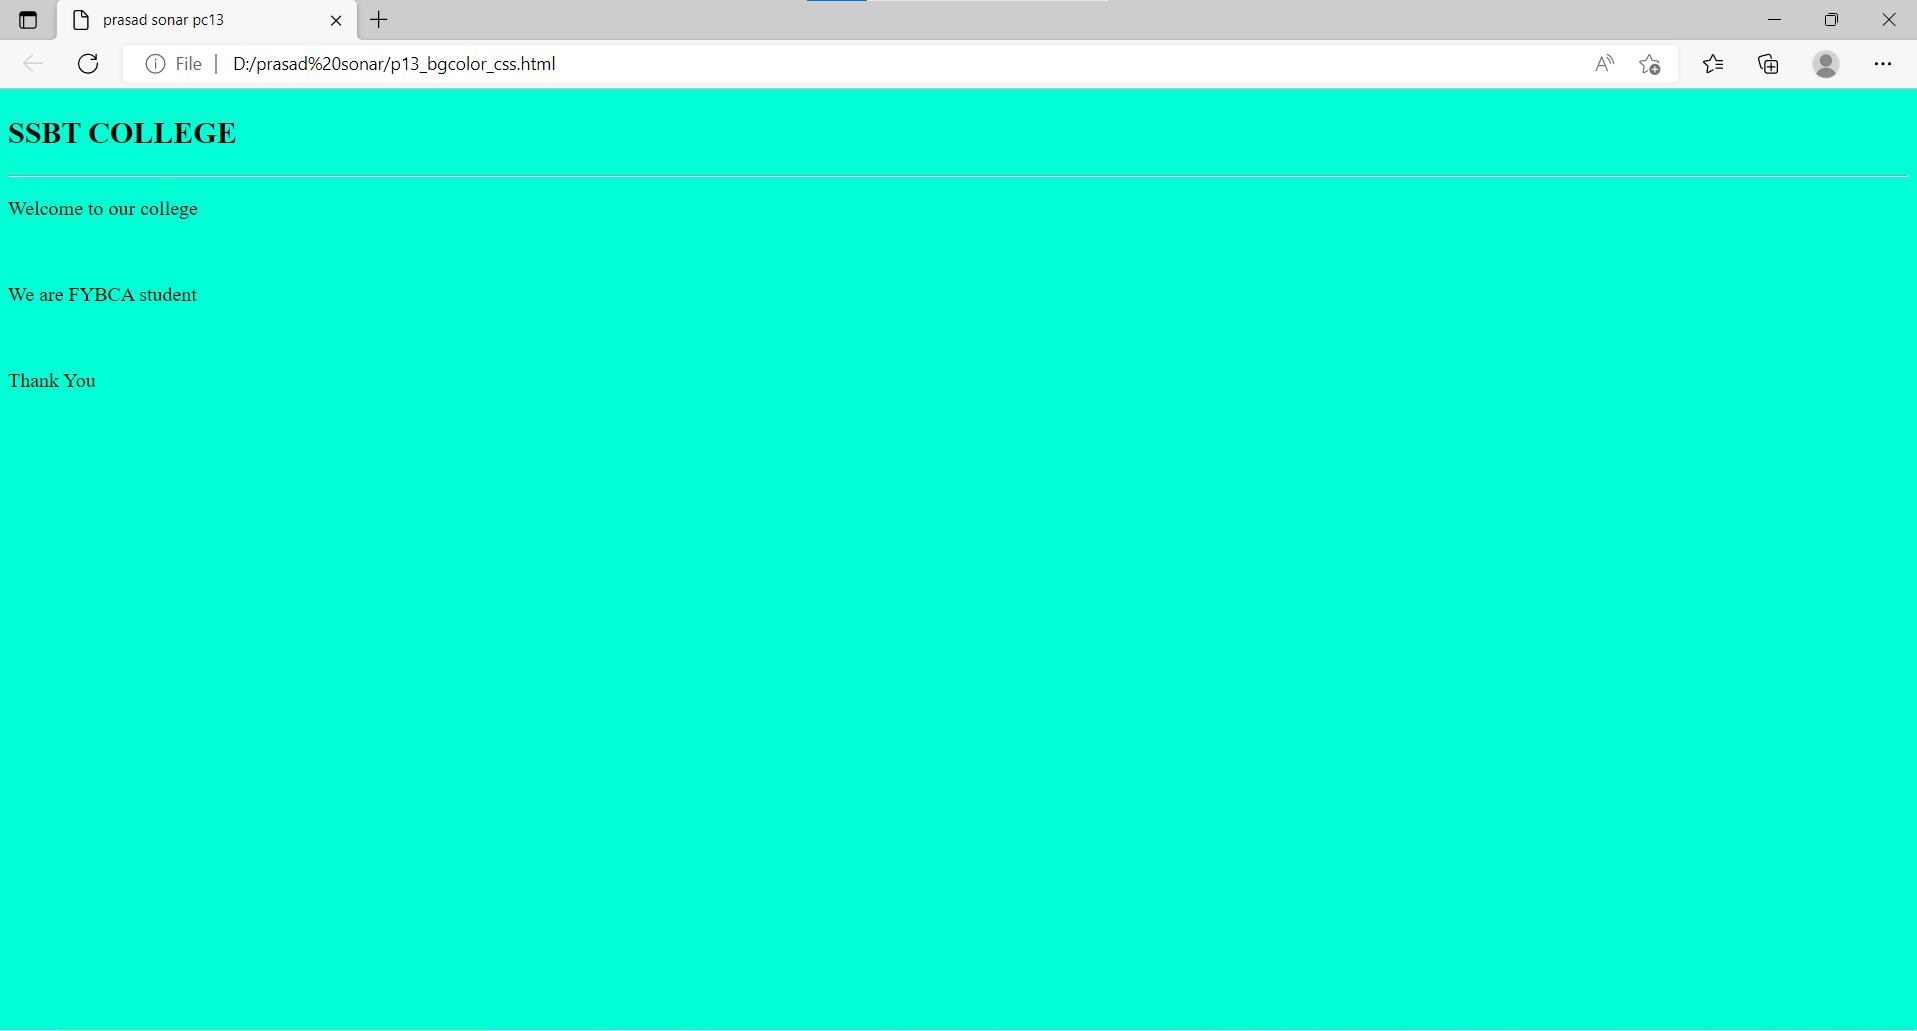 prasad sonar pc13
File D:/prasad%20sonar/p13_bgcolor_css.html
SSBT COLLEGE
Welcome to our college
We are FYBCA student
Thank You